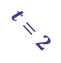 t = 2